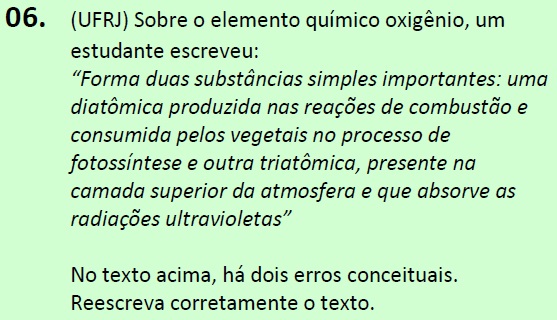 06. (UFRJ) Sobre o elemento químico oxigênio, um
estudante escreveu:
“Forma duas substâncias simples importantes: uma
diatômica produzida nas reações de combustão e
consumida pelos vegetais no processo de
fotossíntese e outra triatômica, presente na
camada superior da atmosfera e que absorve as
radiações ultravioletas”
No texto acima, há dois erros conceituais.
Reescreva corretamente o texto.